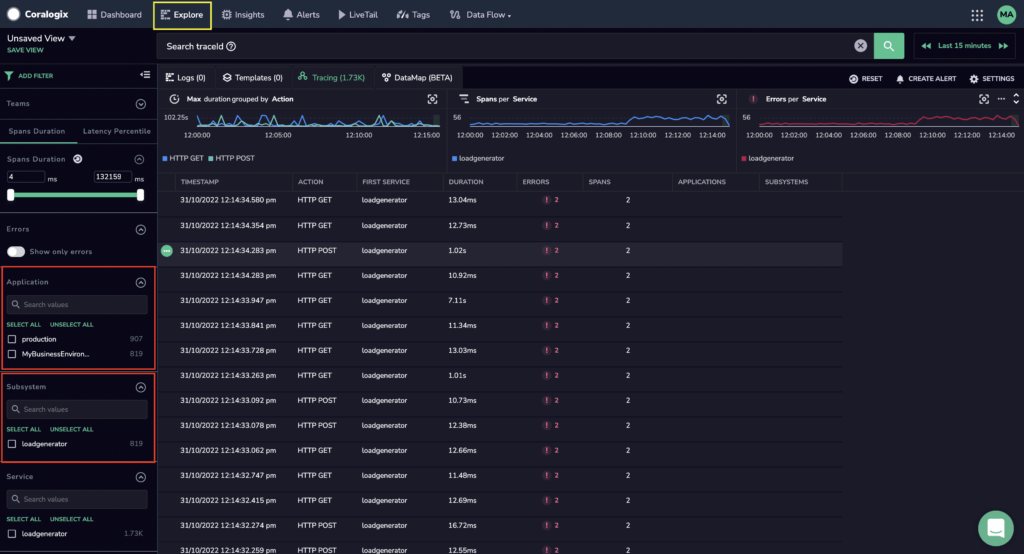 Coralogix Dashboard Explore Insights Alerts LiveTail Tags Data Flow MA
Unsaved View
SAVE VIEW
Search traceId
Last 15 minutes
ADD FILTER
Logs (0) Templates (0) Tracing (1.73K) DataMap (BETA)
RESET CREATE ALERT SETTINGS
Teams
Spans Duration Latency Percentile
Spans Duration
4 ms 132159 ms
Errors
Show only errors
Application
Search values
SELECT ALL UNSELECT ALL
production 907
MyBusinessEnviron... 819
Subsystem
Search values
SELECT ALL UNSELECT ALL
loadgenerator 819
Service
Search values
SELECT ALL UNSELECT ALL
loadgenerator 1.73K
Max duration grouped by Action
102.25s
12:00:00 12:05:00 12:10:00 12:15:00
HTTP GET HTTP POST
Spans per Service
56
12:00:00 12:02:00 12:04:00 12:06:00 12:08:00 12:10:00 12:12:00 12:14:00
loadgenerator
Errors per Service
56
12:00:00 12:02:00 12:04:00 12:06:00 12:08:00 12:10:00 12:12:00 12:14:00
loadgenerator
TIMESTAMP ACTION FIRST SERVICE DURATION ERRORS SPANS APPLICATIONS SUBSYSTEMS
31/10/2022 12:14:34.580 pm HTTP GET loadgenerator 13.04ms ! 2 2
31/10/2022 12:14:34.354 pm HTTP GET loadgenerator 12.73ms ! 2 2
31/10/2022 12:14:34.283 pm HTTP POST loadgenerator 1.02s ! 2 2
31/10/2022 12:14:34.283 pm HTTP GET loadgenerator 10.92ms ! 2 2
31/10/2022 12:14:33.947 pm HTTP GET loadgenerator 7.11s ! 2 2
31/10/2022 12:14:33.841 pm HTTP GET loadgenerator 11.34ms ! 2 2
31/10/2022 12:14:33.728 pm HTTP GET loadgenerator 13.03ms ! 2 2
31/10/2022 12:14:33.263 pm HTTP GET loadgenerator 1.01s ! 2 2
31/10/2022 12:14:33.092 pm HTTP POST loadgenerator 10.73ms ! 2 2
31/10/2022 12:14:33.078 pm HTTP POST loadgenerator 12.38ms ! 2 2
31/10/2022 12:14:33.062 pm HTTP GET loadgenerator 12.66ms ! 2 2
31/10/2022 12:14:32.747 pm HTTP GET loadgenerator 11.48ms ! 2 2
31/10/2022 12:14:32.415 pm HTTP GET loadgenerator 12.69ms ! 2 2
31/10/2022 12:14:32.274 pm HTTP POST loadgenerator 16.72ms ! 2 2
31/10/2022 12:14:32.259 pm HTTP POST loadgenerator 12.55ms ! 2 2